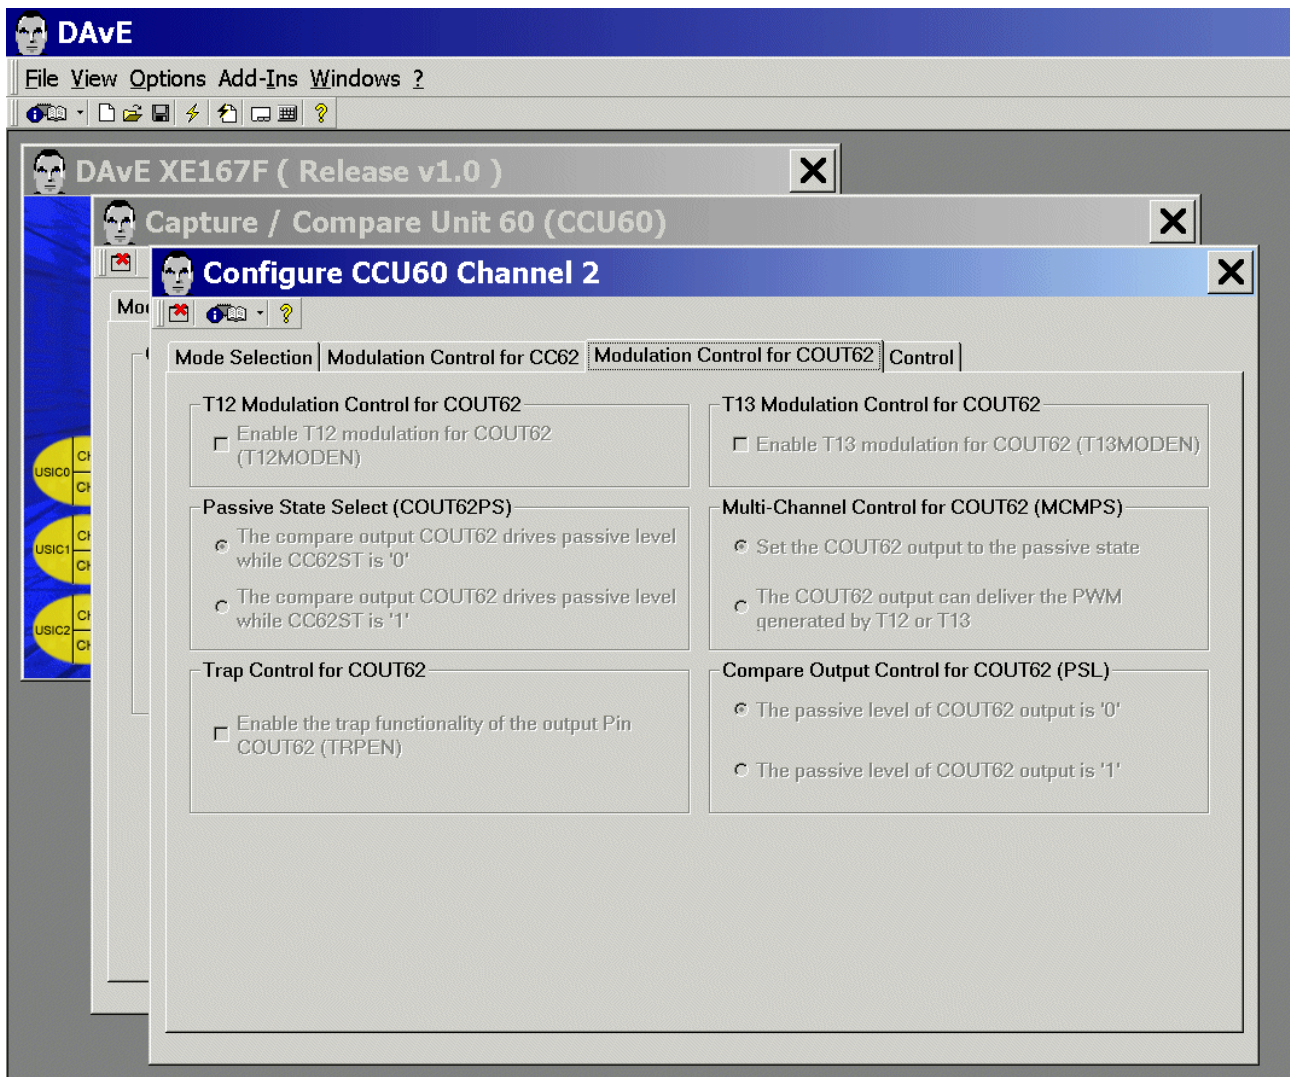 DAvE
File View Options Add-Ins Windows ?
DAvE XE167F ( Release v1.0 )
Capture / Compare Unit 60 (CCU60)
Configure CCU60 Channel 2
Mode Selection Modulation Control for CC62 Modulation Control for COUT62 Control
T12 Modulation Control for COUT62
Enable T12 modulation for COUT62
(T12MODEN)
T13 Modulation Control for COUT62
Enable T13 modulation for COUT62 (T13MODEN)
Passive State Select (COUT62PS)
The compare output COUT62 drives passive level
while CC62ST is '0'
The compare output COUT62 drives passive level
while CC62ST is '1'
Multi-Channel Control for COUT62 (MCMPS)
Set the COUT62 output to the passive state
The COUT62 output can deliver the PWM
generated by T12 or T13
Trap Control for COUT62
Enable the trap functionality of the output Pin
COUT62 (TRPEN)
Compare Output Control for COUT62 (PSL)
The passive level of COUT62 output is '0'
The passive level of COUT62 output is '1'
USIC0
USIC1
USIC2